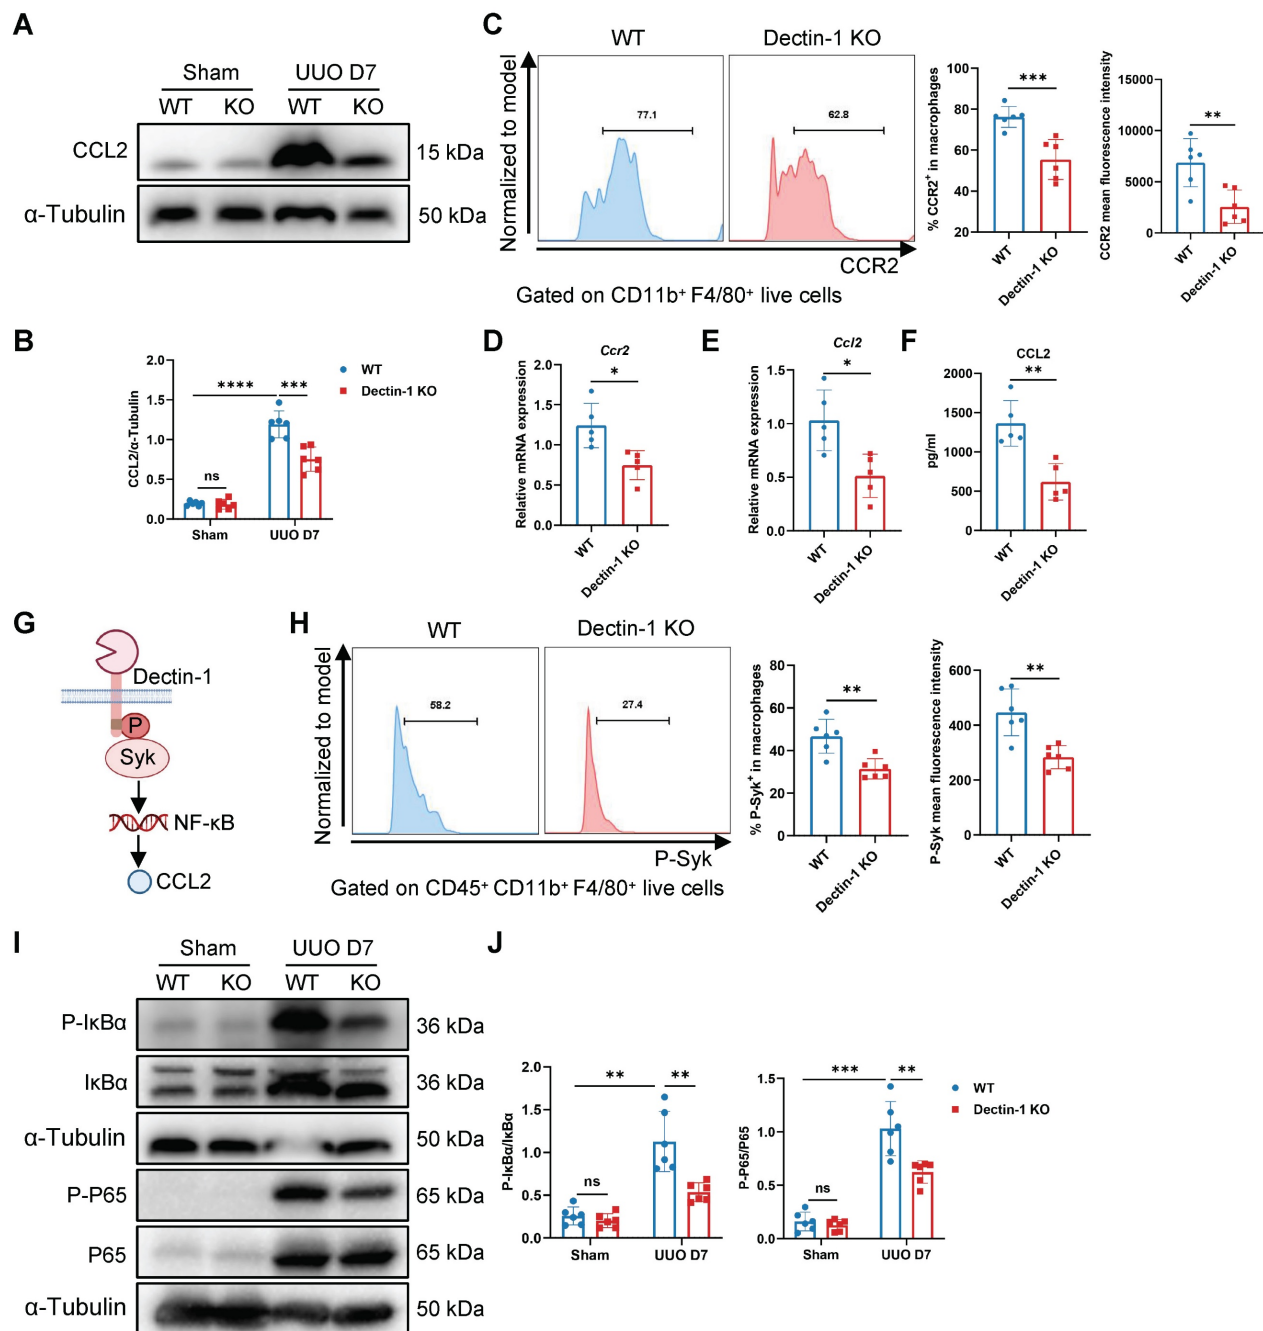 A
Sham UUO D7
WT KO WT KO
CCL2 15 kDa
α-Tubulin 50 kDa
C
WT Dectin-1 KO
Normalized to model
77.1
62.8
CCR2
Gated on CD11b+ F4/80+ live cells
% CCR2+ in macrophages
100
80
60
40
20
***
WT
Dectin-1 KO
CCR2 mean fluorescence intensity
15000
10000
5000
0
**
WT
Dectin-1 KO
B
CCL2/α-Tubulin
2.0
1.5
1.0
0.5
0.0
**** ***
ns
Sham UUO D7
WT
Dectin-1 KO
D
Ccr2
Relative mRNA expression
2.0
1.5
1.0
0.5
0.0
*
WT
Dectin-1 KO
E
Ccl2
Relative mRNA expression
1.5
1.0
0.5
0.0
*
WT
Dectin-1 KO
F
CCL2
pg/ml
2000
1500
1000
500
0
**
WT
Dectin-1 KO
G
Dectin-1
P
Syk
NF-κB
CCL2
H
WT Dectin-1 KO
Normalized to model
58.2
27.4
P-Syk
Gated on CD45+ CD11b+ F4/80+ live cells
% P-Syk+ in macrophages
80
60
40
20
0
**
WT
Dectin-1 KO
P-Syk mean fluorescence intensity
600
400
200
0
**
WT
Dectin-1 KO
I
Sham UUO D7
WT KO WT KO
P-IκBα 36 kDa
IκBα 36 kDa
α-Tubulin 50 kDa
P-P65 65 kDa
P65 65 kDa
α-Tubulin 50 kDa
J
P-IκBα/IκBα
2.0
1.5
1.0
0.5
0.0
** **
ns
Sham UUO D7
P-P65/P65
1.5
1.0
0.5
0.0
*** **
ns
Sham UUO D7
WT
Dectin-1 KO